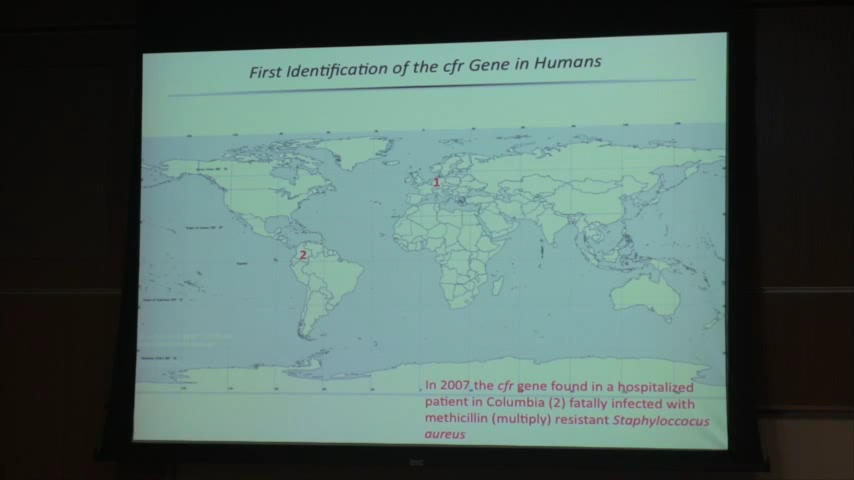 First Identification of the cfr Gene in Humans
1
2
In 2007 the cfr gene found in a hospitalized
patient in Columbia (2) fatally infected with
methicillin (multiply) resistant Staphyloccocus
aureus